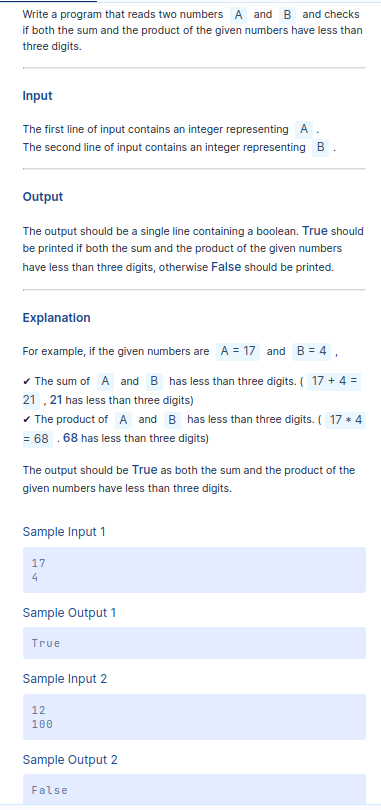 Write a program that reads two numbers A and B and checks
if both the sum and the product of the given numbers have less than
three digits.
Input
The first line of input contains an integer representing A .
The second line of input contains an integer representing B .
Output
The output should be a single line containing a boolean. True should
be printed if both the sum and the product of the given numbers
have less than three digits, otherwise False should be printed.
Explanation
For example, if the given numbers are A = 17 and B = 4 ,
✔ The sum of A and B has less than three digits. ( 17 + 4 =
21 , 21 has less than three digits)
✔ The product of A and B has less than three digits. ( 17 * 4
= 68 . 68 has less than three digits)
The output should be True as both the sum and the product of the
given numbers have less than three digits.
Sample Input 1
17
4
Sample Output 1
True
Sample Input 2
12
100
Sample Output 2
False